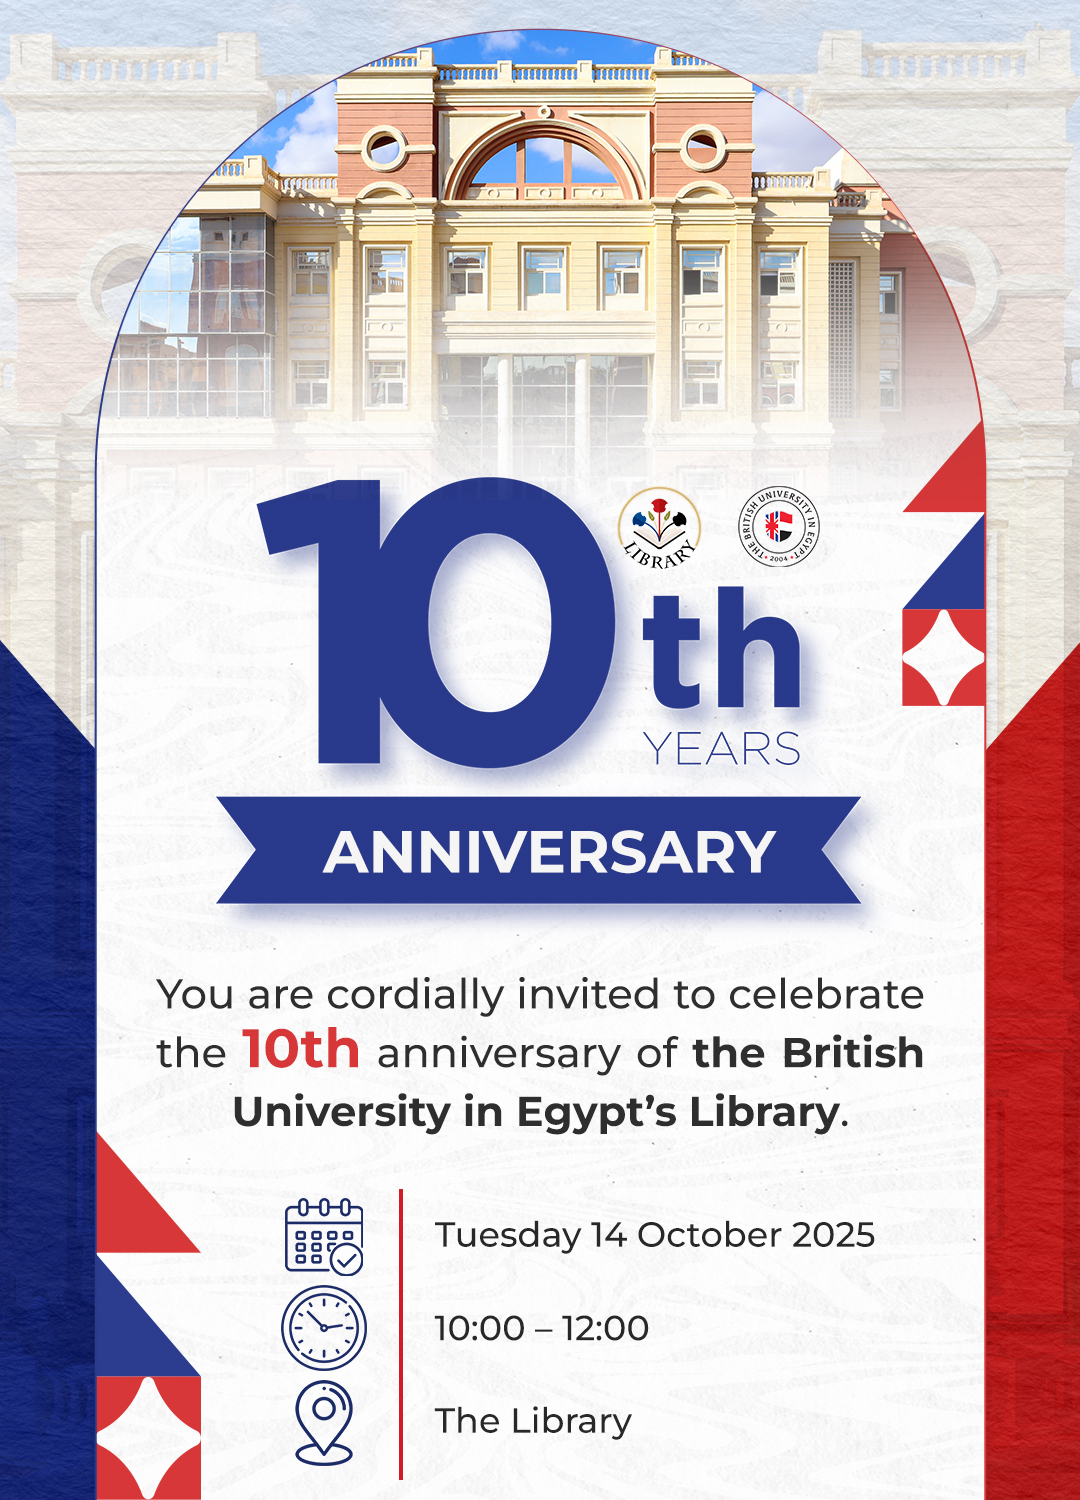 10th
LIBRARY
THE BRITISH UNIVERSITY IN EGYPT
• 2004 •
YEARS
ANNIVERSARY
You are cordially invited to celebrate
the 10th anniversary of the British
University in Egypt’s Library.
Tuesday 14 October 2025
10:00 – 12:00
The Library